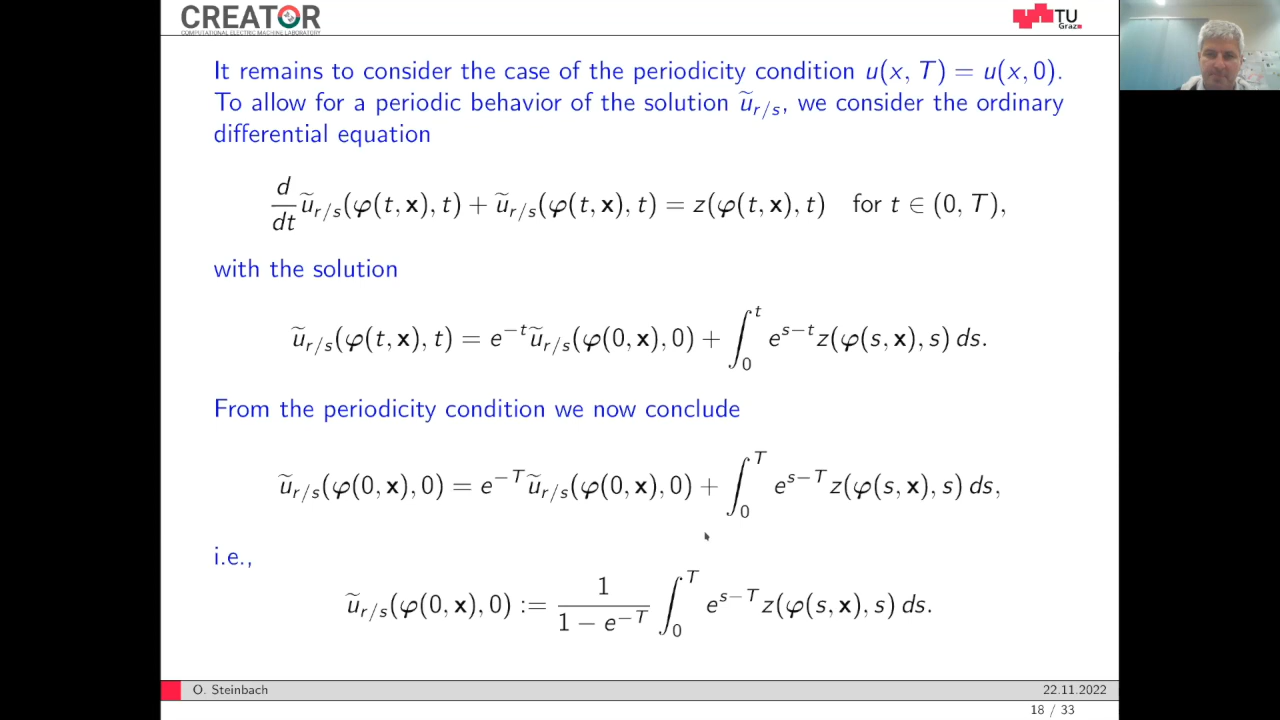 CREATOR
COMPUTATIONAL ELECTRIC MACHINE LABORATORY
TU
Graz
It remains to consider the case of the periodicity condition u(x, T) = u(x, 0).
To allow for a periodic behavior of the solution ũ_{r/s}, we consider the ordinary
differential equation
d/dt ũ_{r/s}(φ(t, x), t) + ũ_{r/s}(φ(t, x), t) = z(φ(t, x), t) for t ∈ (0, T),
with the solution
ũ_{r/s}(φ(t, x), t) = e^{−t} ũ_{r/s}(φ(0, x), 0) + ∫_0^t e^{s−t} z(φ(s, x), s) ds.
From the periodicity condition we now conclude
ũ_{r/s}(φ(0, x), 0) = e^{−T} ũ_{r/s}(φ(0, x), 0) + ∫_0^T e^{s−T} z(φ(s, x), s) ds,
i.e.,
ũ_{r/s}(φ(0, x), 0) := 1/(1 − e^{−T}) ∫_0^T e^{s−T} z(φ(s, x), s) ds.
O. Steinbach
22.11.2022
18 / 33